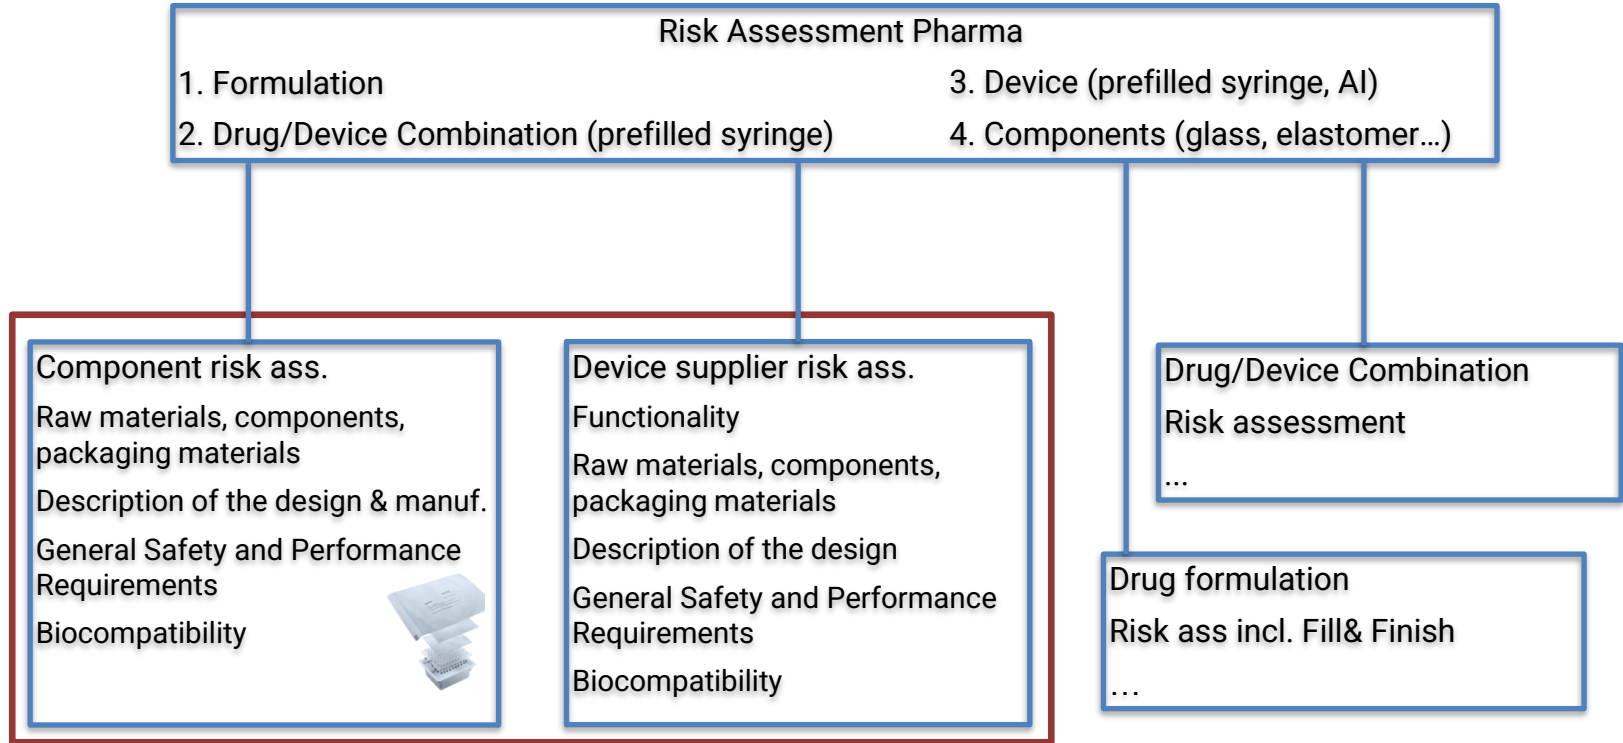 Risk Assessment Pharma
1. Formulation
2. Drug/Device Combination (prefilled syringe)
3. Device (prefilled syringe, AI)
4. Components (glass, elastomer…)
Component risk ass.
Raw materials, components,
packaging materials
Description of the design & manuf.
General Safety and Performance
Requirements
Biocompatibility
Device supplier risk ass.
Functionality
Raw materials, components,
packaging materials
Description of the design
General Safety and Performance
Requirements
Biocompatibility
Drug/Device Combination
Risk assessment
...
Drug formulation
Risk ass incl. Fill& Finish
…